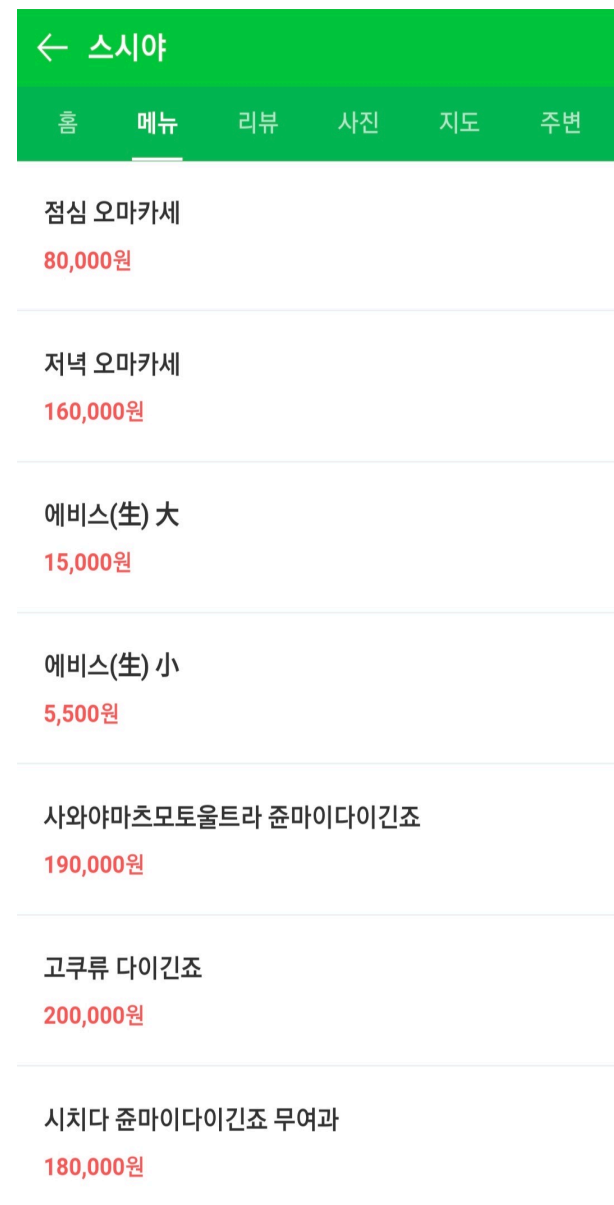 ← 스시야
홈 메뉴 리뷰 사진 지도 주변
점심 오마카세
80,000원
저녁 오마카세
160,000원
에비스(生) 大
15,000원
에비스(生) 小
5,500원
사와야마츠모토울트라 쥰마이다이긴죠
190,000원
고쿠류 다이긴죠
200,000원
시치다 쥰마이다이긴죠 무여과
180,000원